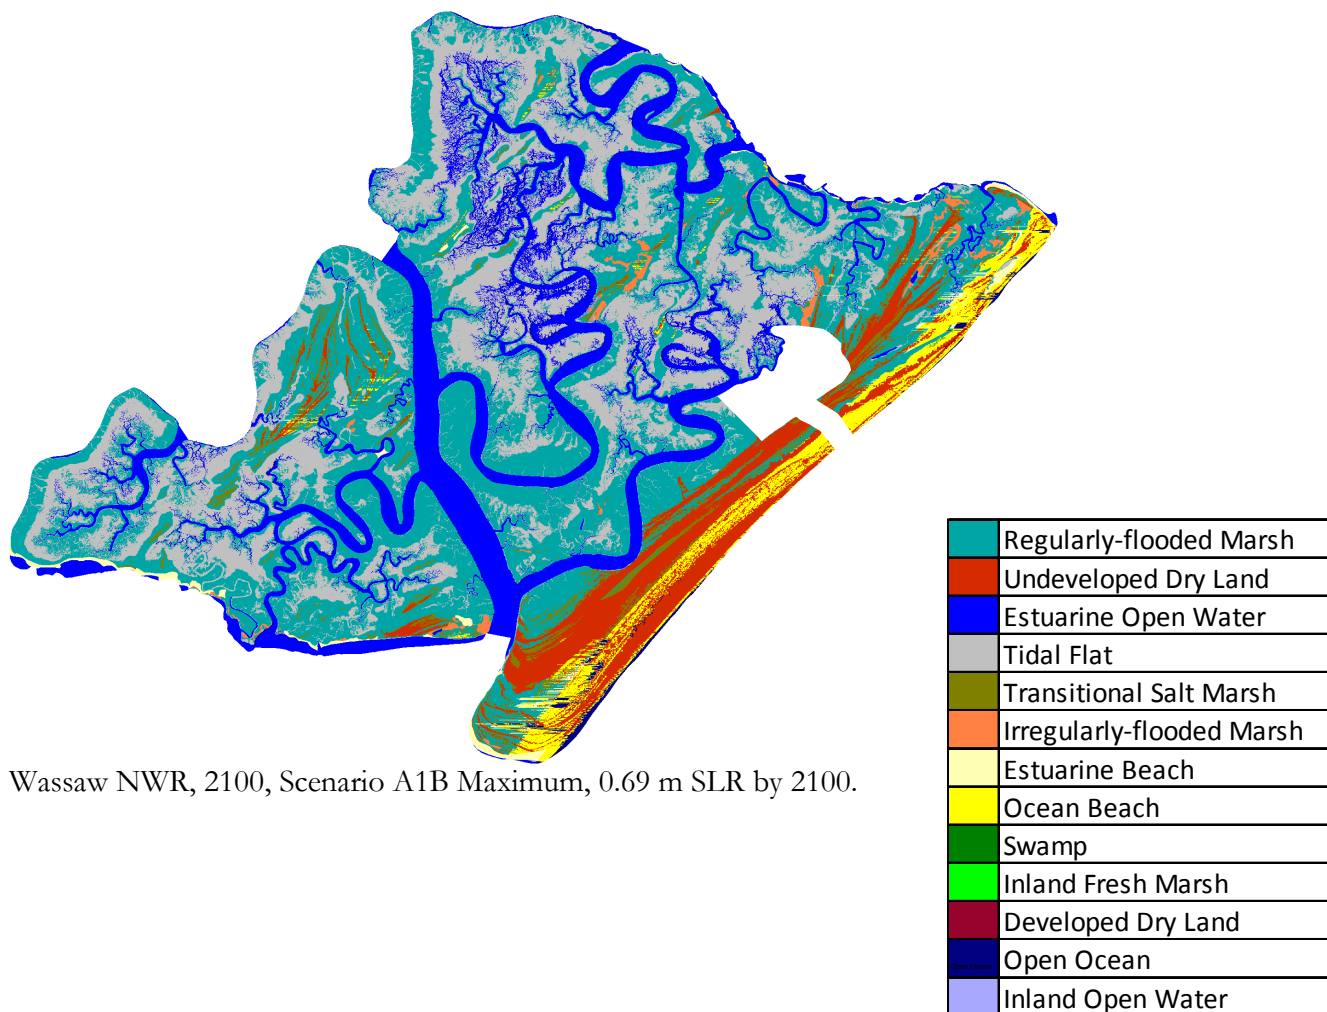 Regularly-flooded Marsh
Undeveloped Dry Land
Estuarine Open Water
Tidal Flat
Transitional Salt Marsh
Irregularly-flooded Marsh
Estuarine Beach
Ocean Beach
Swamp
Inland Fresh Marsh
Developed Dry Land
Open Ocean
Inland Open Water
Wassaw NWR, 2100, Scenario A1B Maximum, 0.69 m SLR by 2100.